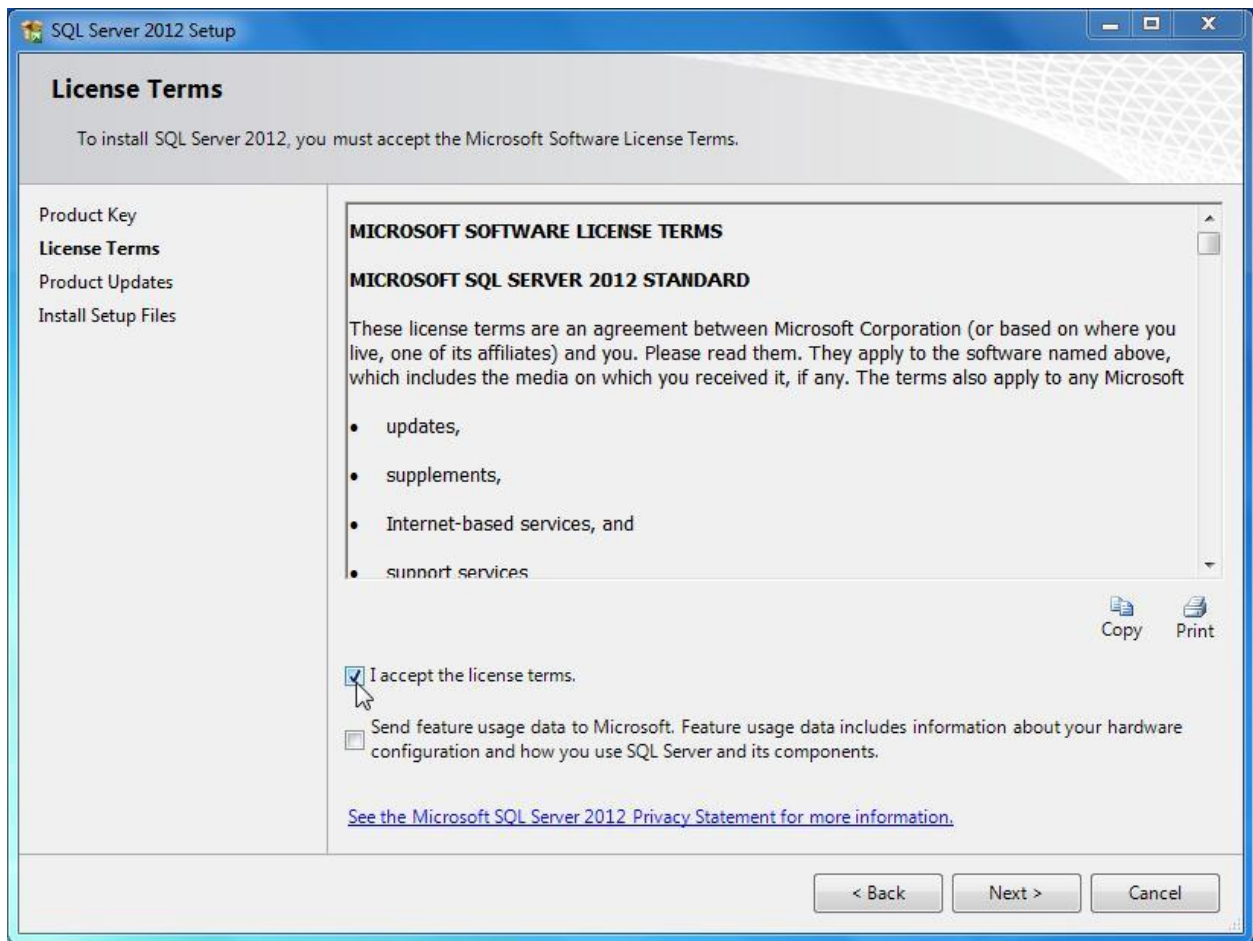 SQL Server 2012 Setup
License Terms
To install SQL Server 2012, you must accept the Microsoft Software License Terms.
Product Key
License Terms
Product Updates
Install Setup Files
MICROSOFT SOFTWARE LICENSE TERMS
MICROSOFT SQL SERVER 2012 STANDARD
These license terms are an agreement between Microsoft Corporation (or based on where you
live, one of its affiliates) and you. Please read them. They apply to the software named above,
which includes the media on which you received it, if any. The terms also apply to any Microsoft
• updates,
• supplements,
• Internet-based services, and
• support services
Copy Print
I accept the license terms.
Send feature usage data to Microsoft. Feature usage data includes information about your hardware
configuration and how you use SQL Server and its components.
See the Microsoft SQL Server 2012 Privacy Statement for more information.
< Back Next > Cancel